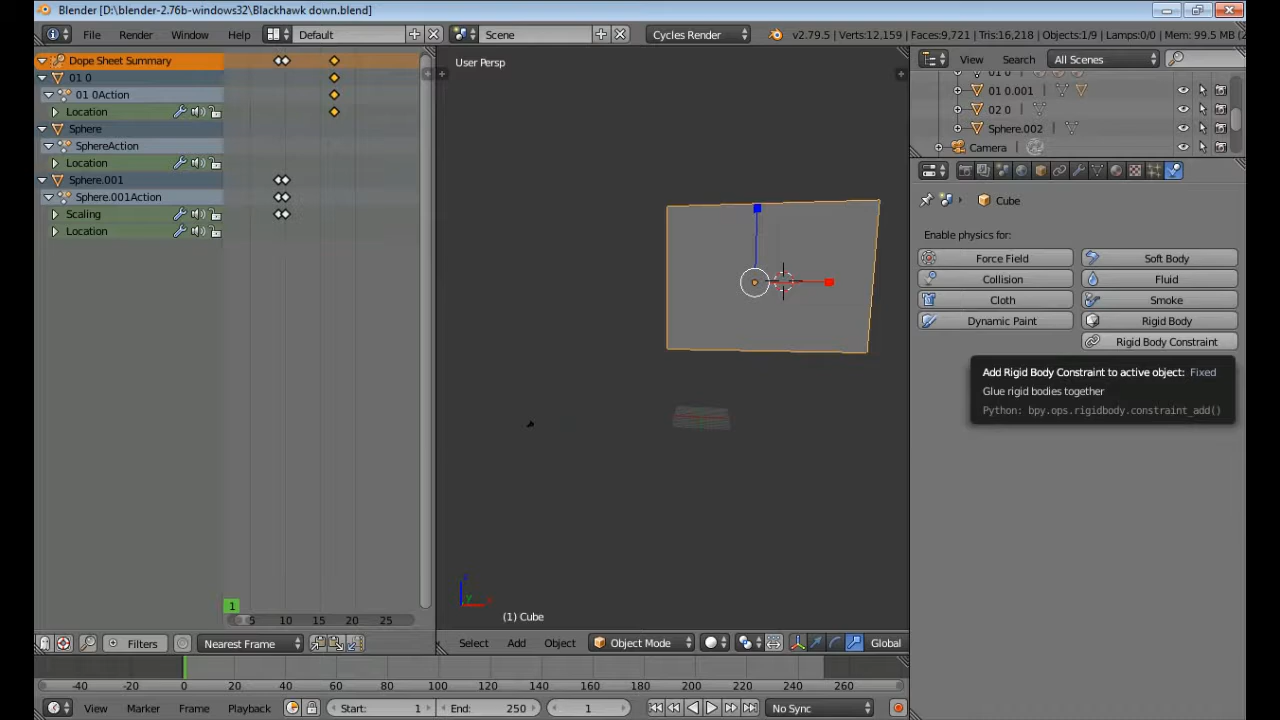 Blender [D:\blender-2.76b-windows32\Blackhawk down.blend]
File Render Window Help Default Scene Cycles Render v2.79.5 | Verts:12,159 | Faces:9,721 | Tris:16,218 | Objects:1/9 | Lamps:0/0 | Mem: 99.5 M
Dope Sheet Summary
01 0
01 0Action
Location
Sphere
SphereAction
Location
Sphere.001
Sphere.001Action
Scaling
Location
1
5 10 15 20 25
Filters Nearest Frame
User Persp
(1) Cube
Select Add Object Object Mode Global
View Search All Scenes
01 0
01 0.001
02 0
Sphere.002
Camera
Cube
Enable physics for:
Force Field Soft Body
Collision Fluid
Cloth Smoke
Dynamic Paint Rigid Body
Rigid Body Constraint
Add Rigid Body Constraint to active object: Fixed
Glue rigid bodies together
Python: bpy.ops.rigidbody.constraint_add()
-40 -20 0 20 40 60 80 100 120 140 160 180 200 220 240 260
View Marker Frame Playback Start: 1 End: 250 1 No Sync